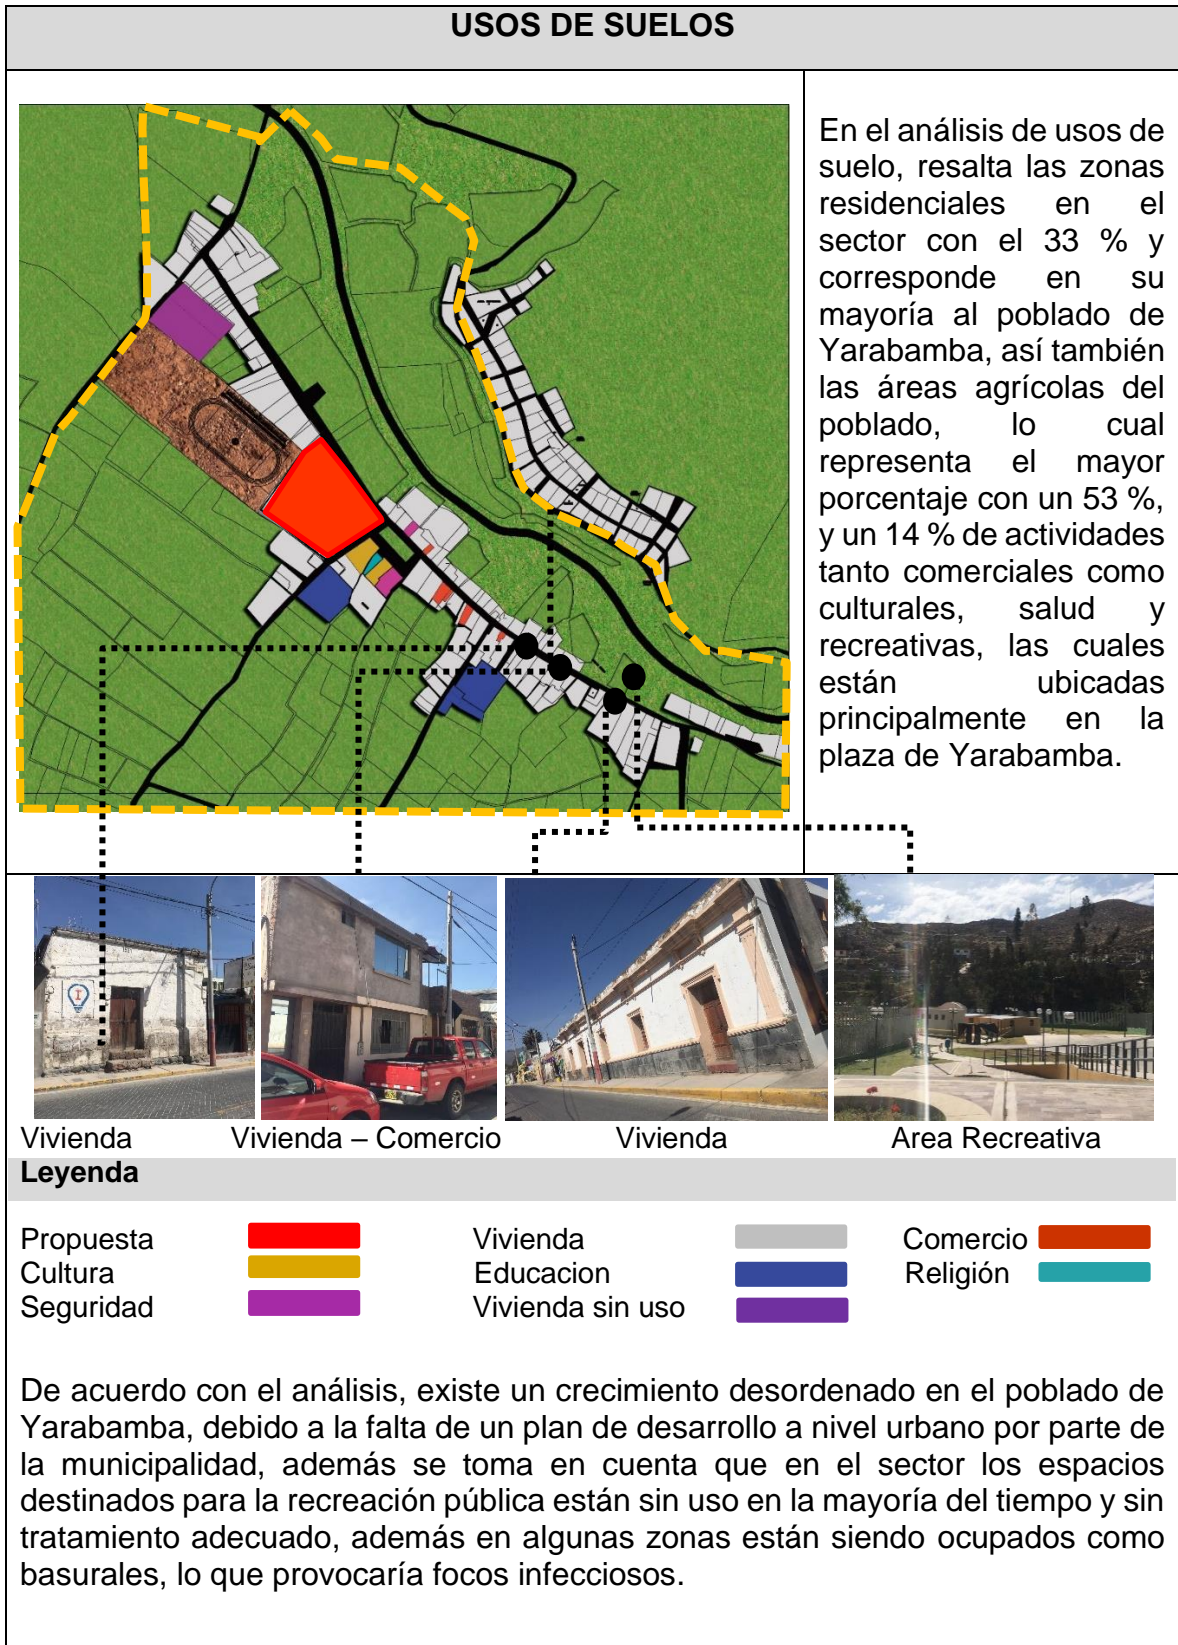 USOS DE SUELOS
En el análisis de usos de
suelo, resalta las zonas
residenciales en el
sector con el 33 % y
corresponde en su
mayoría al poblado de
Yarabamba, así también
las áreas agrícolas del
poblado, lo cual
representa el mayor
porcentaje con un 53 %,
y un 14 % de actividades
tanto comerciales como
culturales, salud y
recreativas, las cuales
están ubicadas
principalmente en la
plaza de Yarabamba.
Vivienda Vivienda – Comercio Vivienda Area Recreativa
Leyenda
Propuesta Vivienda Comercio
Cultura Educacion Religión
Seguridad Vivienda sin uso
De acuerdo con el análisis, existe un crecimiento desordenado en el poblado de
Yarabamba, debido a la falta de un plan de desarrollo a nivel urbano por parte de
la municipalidad, además se toma en cuenta que en el sector los espacios
destinados para la recreación pública están sin uso en la mayoría del tiempo y sin
tratamiento adecuado, además en algunas zonas están siendo ocupados como
basurales, lo que provocaría focos infecciosos.